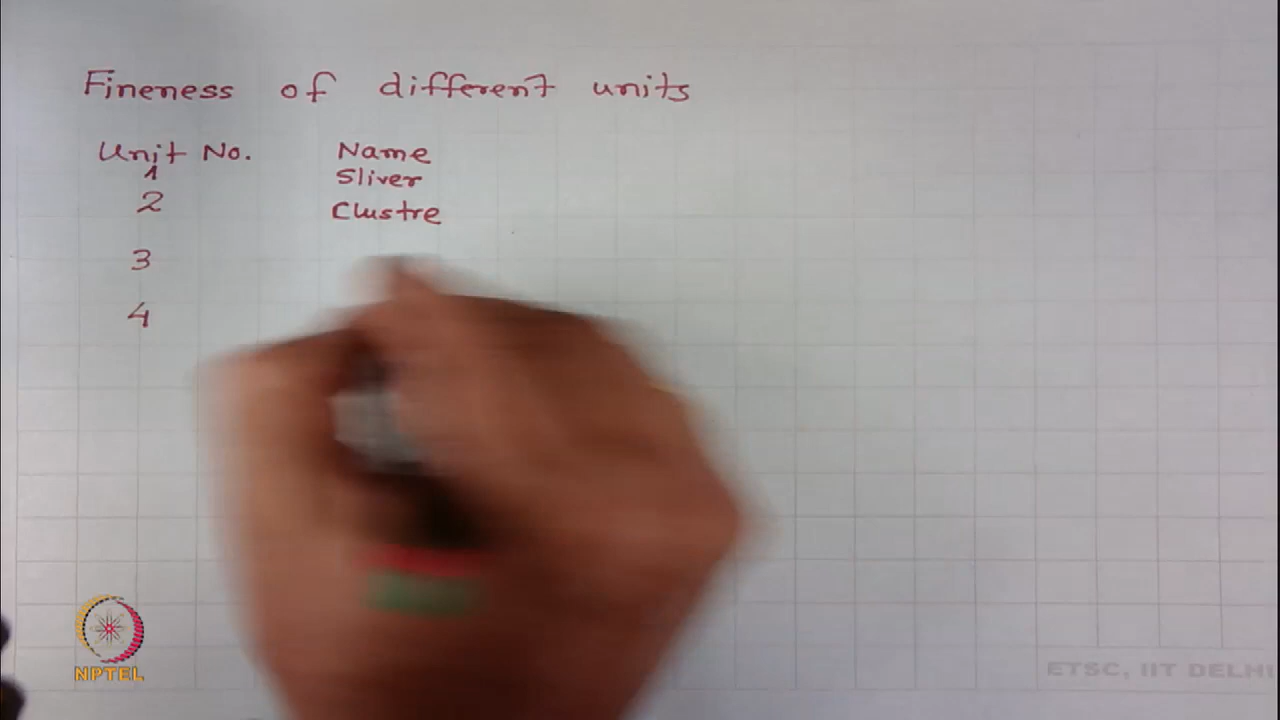 Fineness of different units
Unit No. Name
1 Sliver
2 Clustre
3
4
NPTEL
ETSC, IIT DELHI